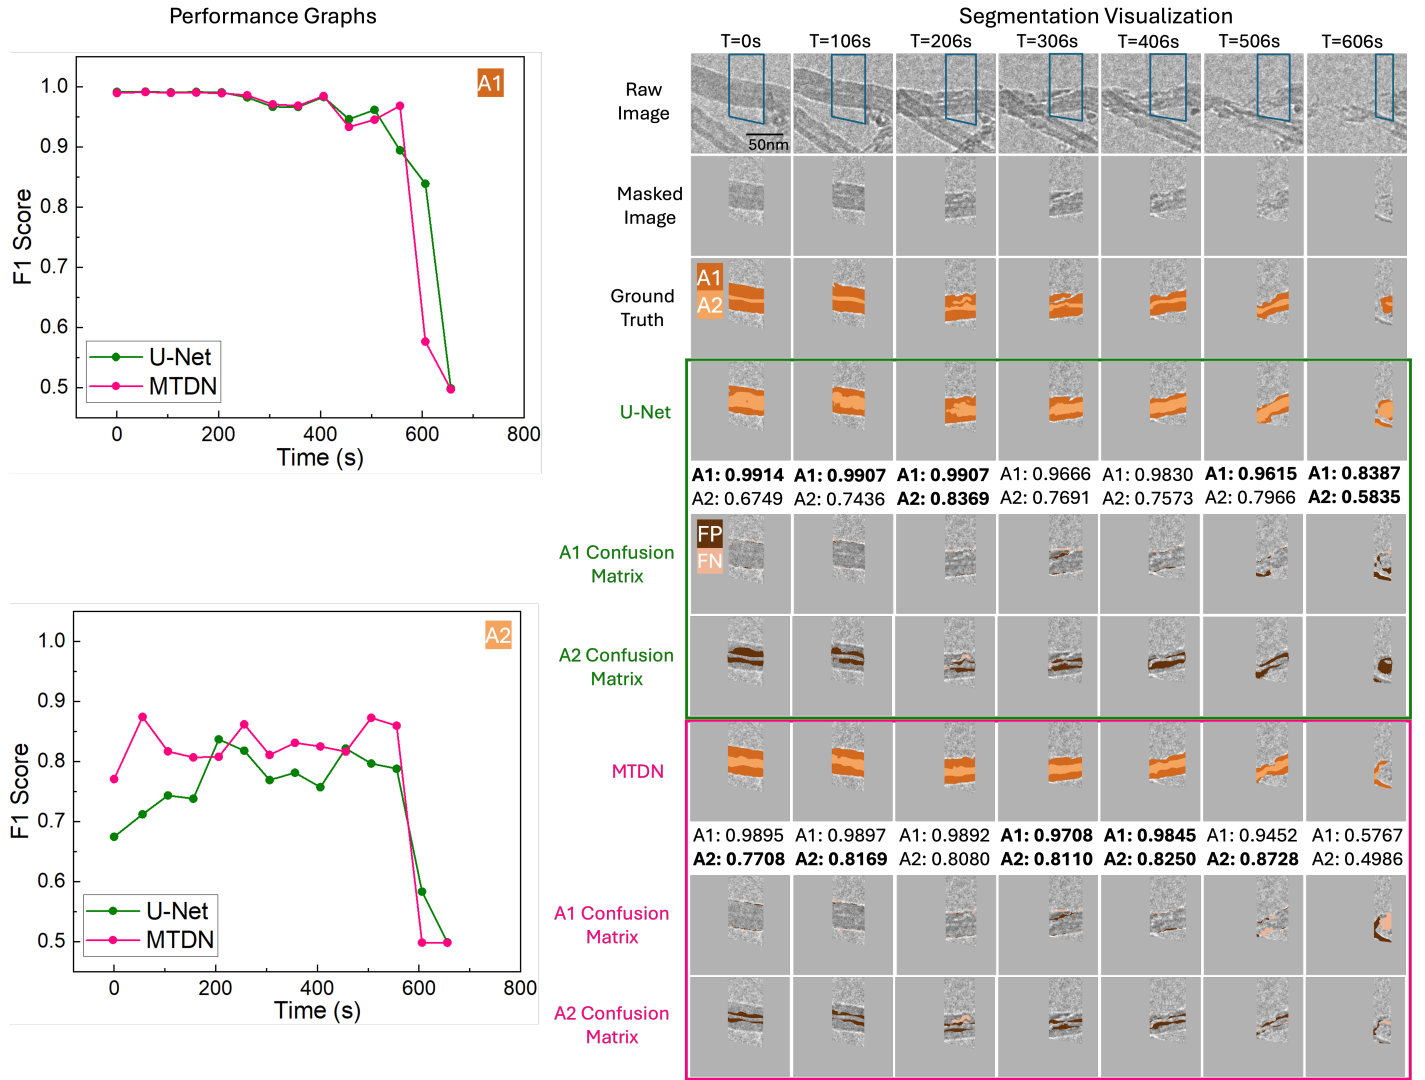 Performance Graphs
A1
F1 Score
1.0
0.9
0.8
0.7
0.6
0.5
U-Net
MTDN
0 200 400 600 800
Time (s)
A2
F1 Score
1.0
0.9
0.8
0.7
0.6
0.5
U-Net
MTDN
0 200 400 600 800
Time (s)
Segmentation Visualization
T=0s T=106s T=206s T=306s T=406s T=506s T=606s
Raw
Image
50nm
Masked
Image
Ground
Truth
A1
A2
U-Net
A1: 0.9914 A1: 0.9907 A1: 0.9907 A1: 0.9666 A1: 0.9830 A1: 0.9615 A1: 0.8387
A2: 0.6749 A2: 0.7436 A2: 0.8369 A2: 0.7691 A2: 0.7573 A2: 0.7966 A2: 0.5835
A1 Confusion
Matrix
FP
FN
A2 Confusion
Matrix
MTDN
A1: 0.9895 A1: 0.9897 A1: 0.9892 A1: 0.9708 A1: 0.9845 A1: 0.9452 A1: 0.5767
A2: 0.7708 A2: 0.8169 A2: 0.8080 A2: 0.8110 A2: 0.8250 A2: 0.8728 A2: 0.4986
A1 Confusion
Matrix
A2 Confusion
Matrix